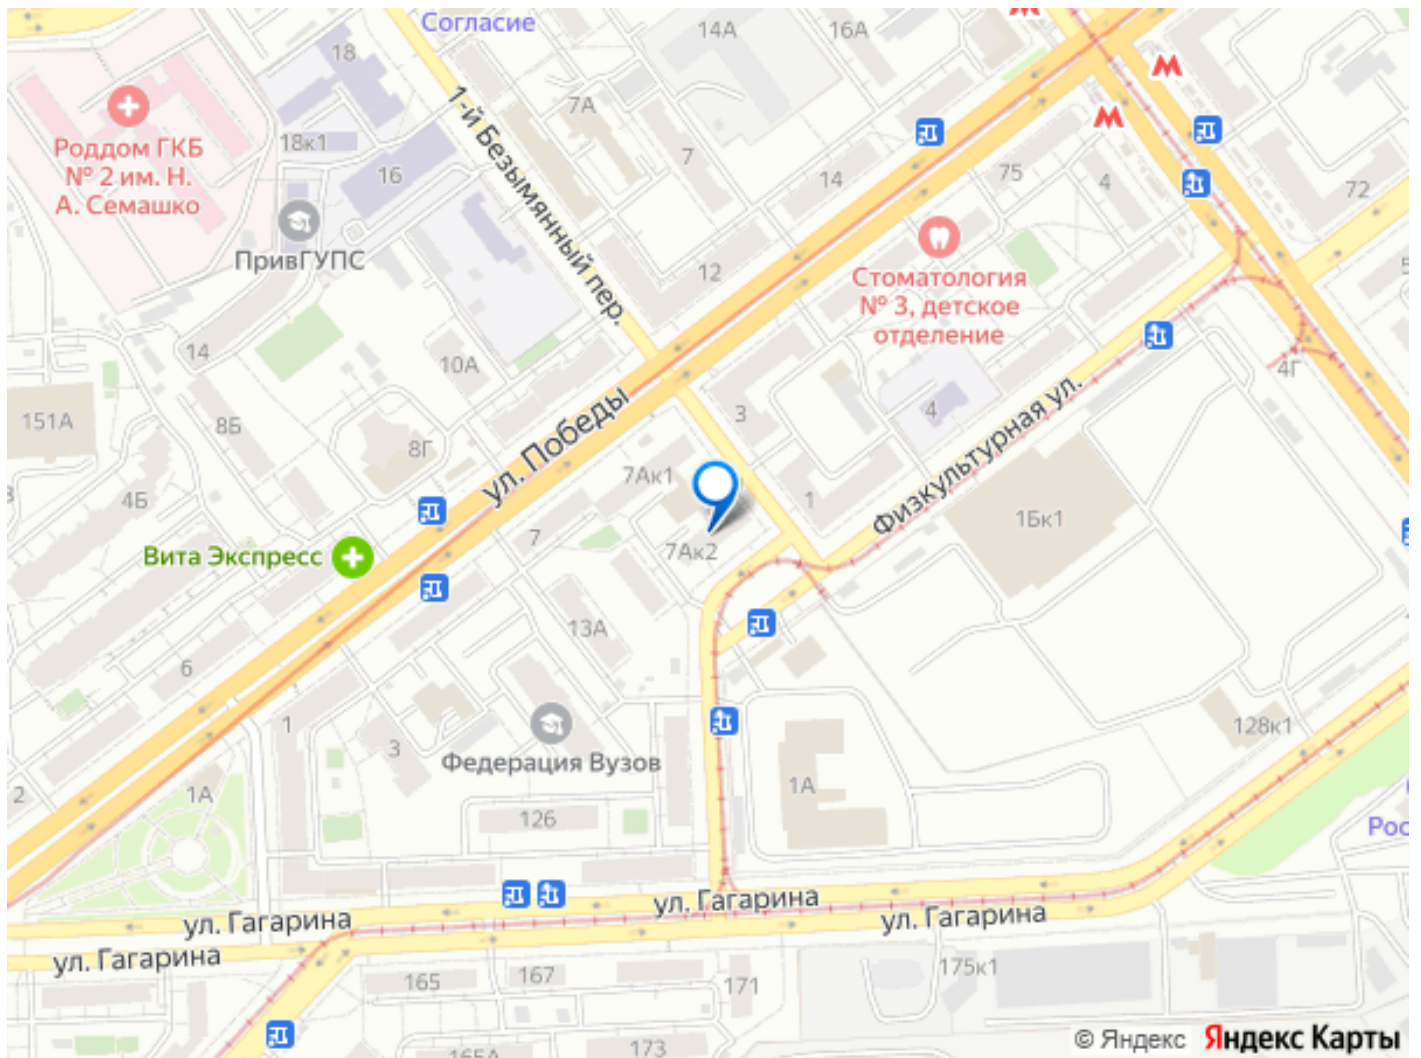 Согласие
14А
16А
18
7А
1-й Безымянный пер.
Роддом ГКБ
№ 2 им. Н.
А. Семашко
18к1
16
7
14
75
4
72
ПривГУПС
12
Стоматология
№ 3, детское
отделение
14
10А
4Г
151А
8Б
8Г
ул. Победы
3
4
Физкультурная ул.
4Б
7Ак1
1
1Бк1
Вита Экспресс
7
7Ак2
13А
6
1
3
Федерация Вузов
128к1
2
1А
1А
126
Рос
ул. Гагарина
ул. Гагарина
ул. Гагарина
ул. Гагарина
165
167
171
175к1
165А
173
© Яндекс Яндекс Карты